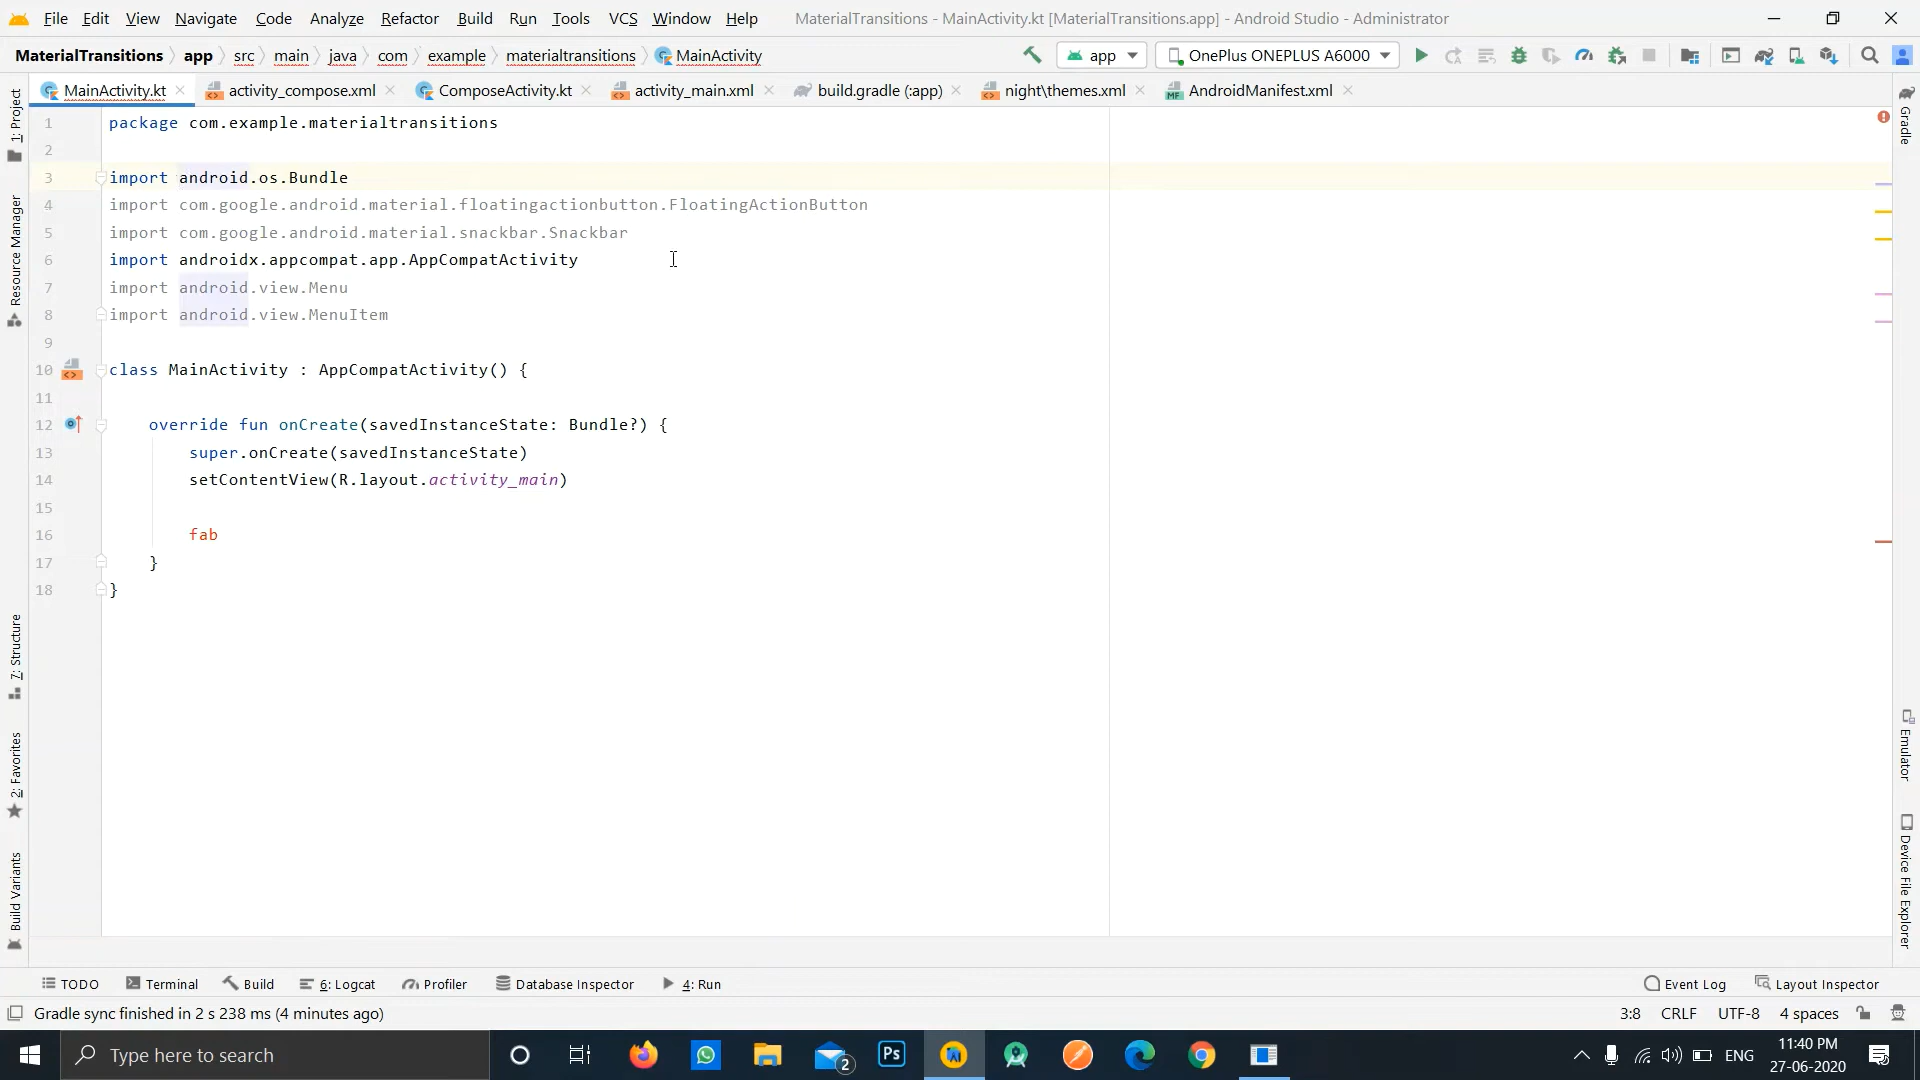 File Edit View Navigate Code Analyze Refactor Build Run Tools VCS Window Help MaterialTransitions - MainActivity.kt [MaterialTransitions.app] - Android Studio - Administrator
MaterialTransitions app src main java com example materialtransitions MainActivity app OnePlus ONEPLUS A6000
MainActivity.kt activity_compose.xml ComposeActivity.kt activity_main.xml build.gradle (:app) night\themes.xml AndroidManifest.xml
1: Project
Resource Manager
7: Structure
2: Favorites
Build Variants
1 package com.example.materialtransitions
2
3 import android.os.Bundle
4 import com.google.android.material.floatingactionbutton.FloatingActionButton
5 import com.google.android.material.snackbar.Snackbar
6 import androidx.appcompat.app.AppCompatActivity
7 import android.view.Menu
8 import android.view.MenuItem
9
10 class MainActivity : AppCompatActivity() {
11
12 override fun onCreate(savedInstanceState: Bundle?) {
13 super.onCreate(savedInstanceState)
14 setContentView(R.layout.activity_main)
15
16 fab
17 }
18 }
Gradle
Emulator
Device File Explorer
TODO Terminal Build 6: Logcat Profiler Database Inspector 4: Run Event Log Layout Inspector
Gradle sync finished in 2 s 238 ms (4 minutes ago) 3:8 CRLF UTF-8 4 spaces
Type here to search 2 Ps ENG 11:40 PM
27-06-2020